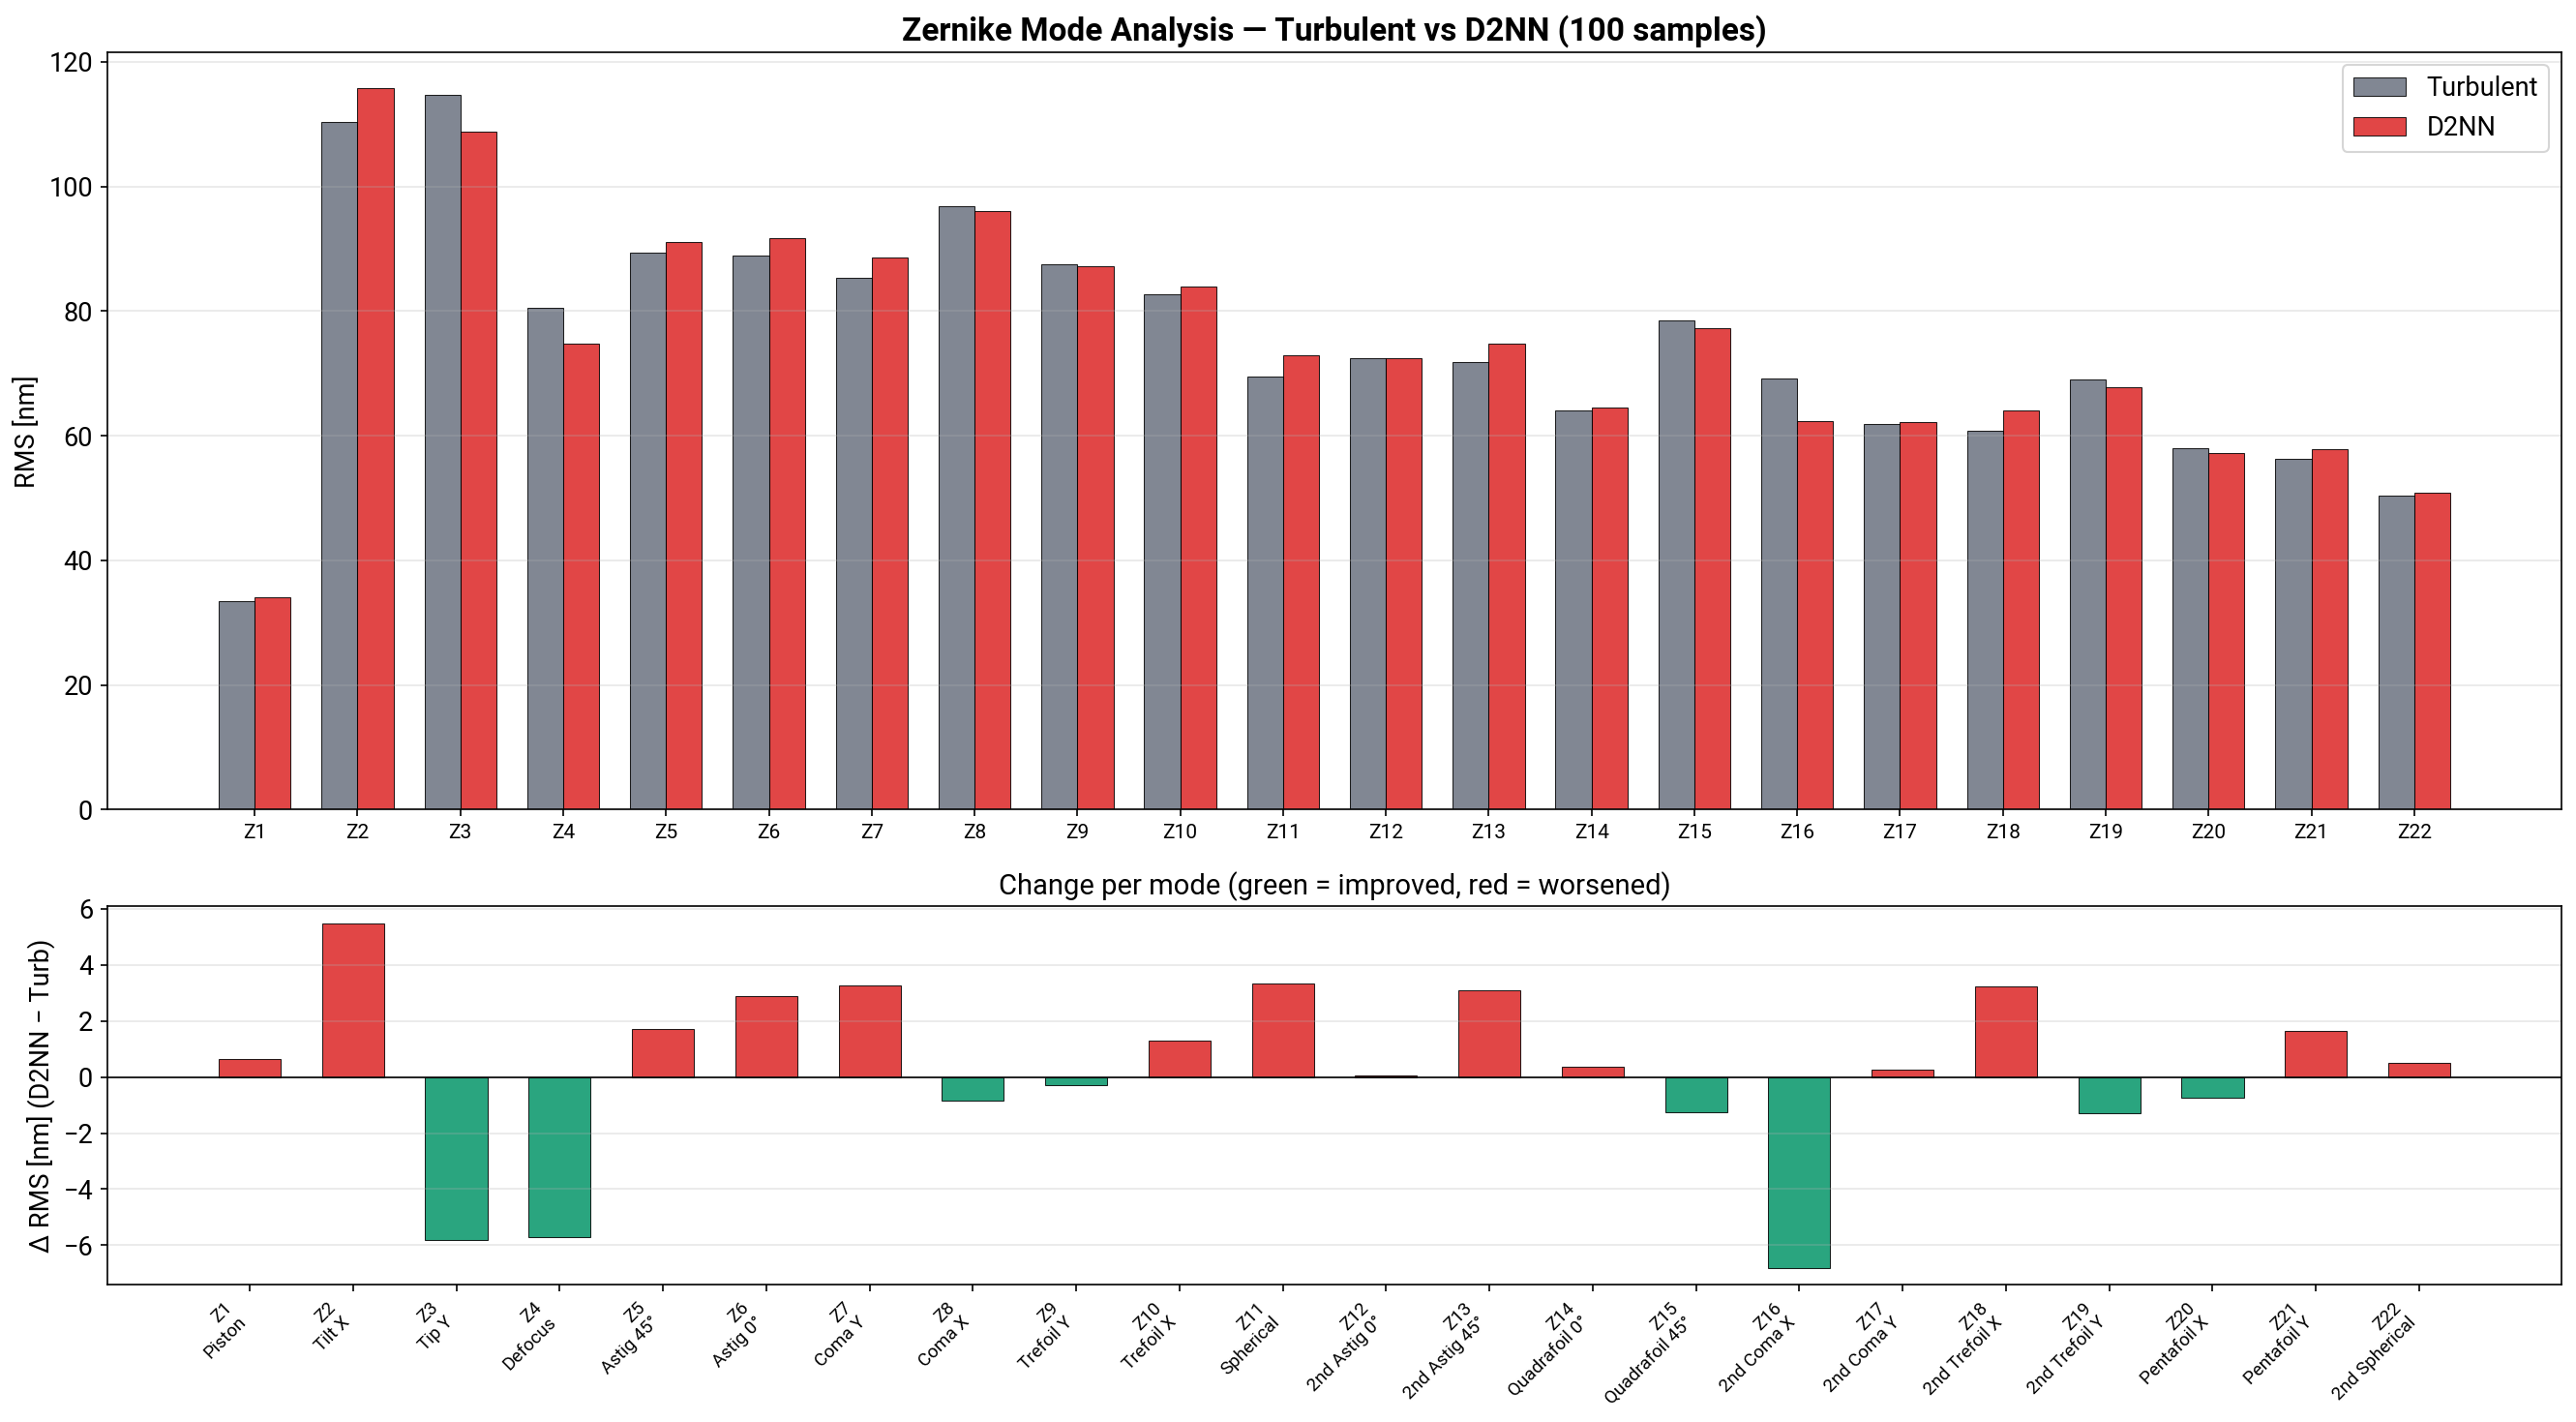 Zernike Mode Analysis — Turbulent vs D2NN (100 samples)
RMS [nm]
120
100
80
60
40
20
0
Turbulent
D2NN
Z1 Z2 Z3 Z4 Z5 Z6 Z7 Z8 Z9 Z10 Z11 Z12 Z13 Z14 Z15 Z16 Z17 Z18 Z19 Z20 Z21 Z22
Change per mode (green = improved, red = worsened)
Δ RMS [nm] (D2NN − Turb)
6
4
2
0
−2
−4
−6
Z1
Piston
Z2
Tilt X
Z3
Tip Y
Z4
Defocus
Z5
Astig 45°
Z6
Astig 0°
Z7
Coma Y
Z8
Coma X
Z9
Trefoil Y
Z10
Trefoil X
Z11
Spherical
Z12
2nd Astig 0°
Z13
2nd Astig 45°
Z14
Quadrafoil 0°
Z15
Quadrafoil 45°
Z16
2nd Coma X
Z17
2nd Coma Y
Z18
2nd Trefoil X
Z19
2nd Trefoil Y
Z20
Pentafoil X
Z21
Pentafoil Y
Z22
2nd Spherical